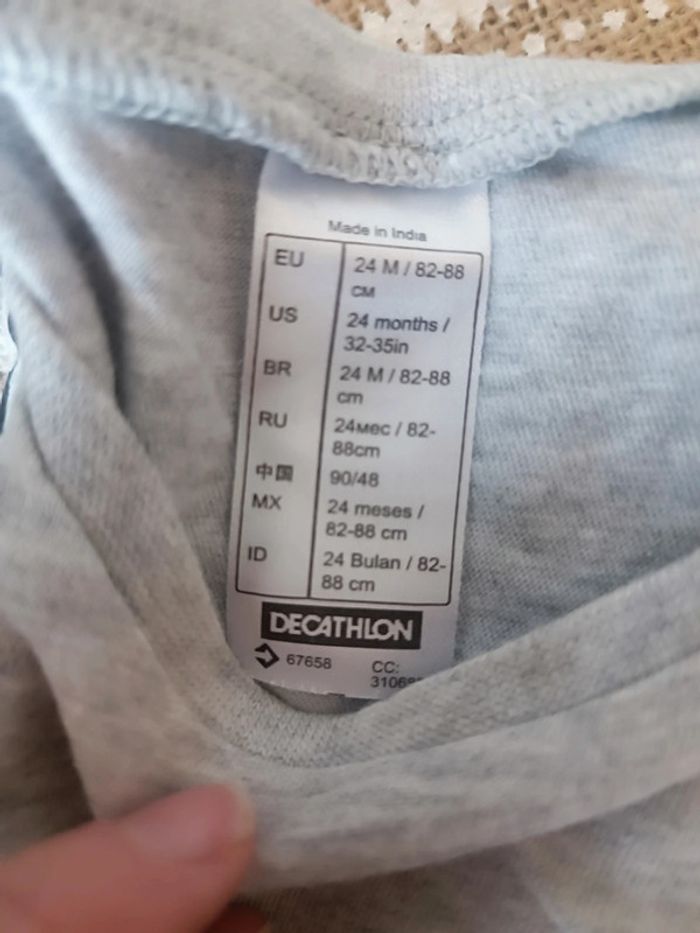 Made in India
EU 24 M / 82-88
CM
US 24 months /
32-35in
BR 24 M / 82-88
cm
RU 24мес / 82-
88cm
中国 90/48
MX 24 meses /
82-88 cm
ID 24 Bulan / 82-
88 cm
DECATHLON
67658 CC: